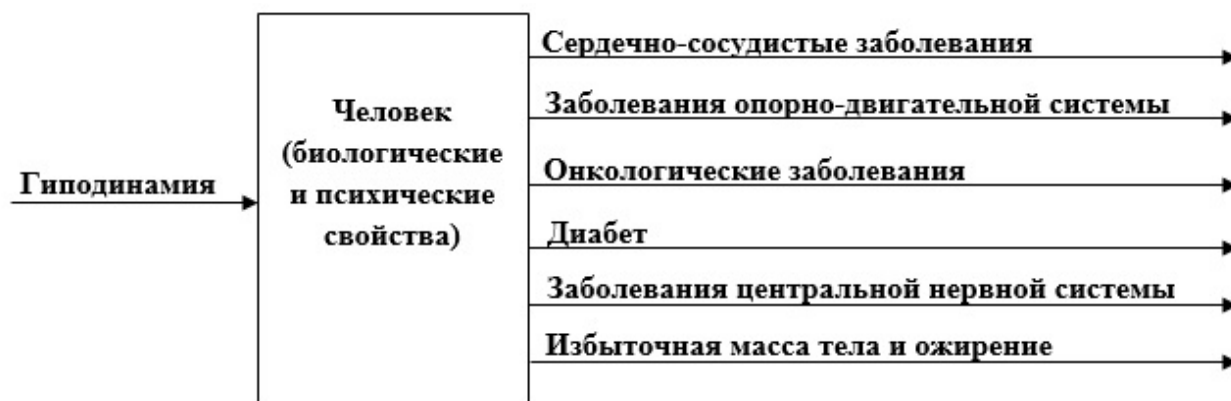 Гиподинамия
Человек
(биологические
и психические
свойства)
Сердечно-сосудистые заболевания
Заболевания опорно-двигательной системы
Онкологические заболевания
Диабет
Заболевания центральной нервной системы
Избыточная масса тела и ожирение